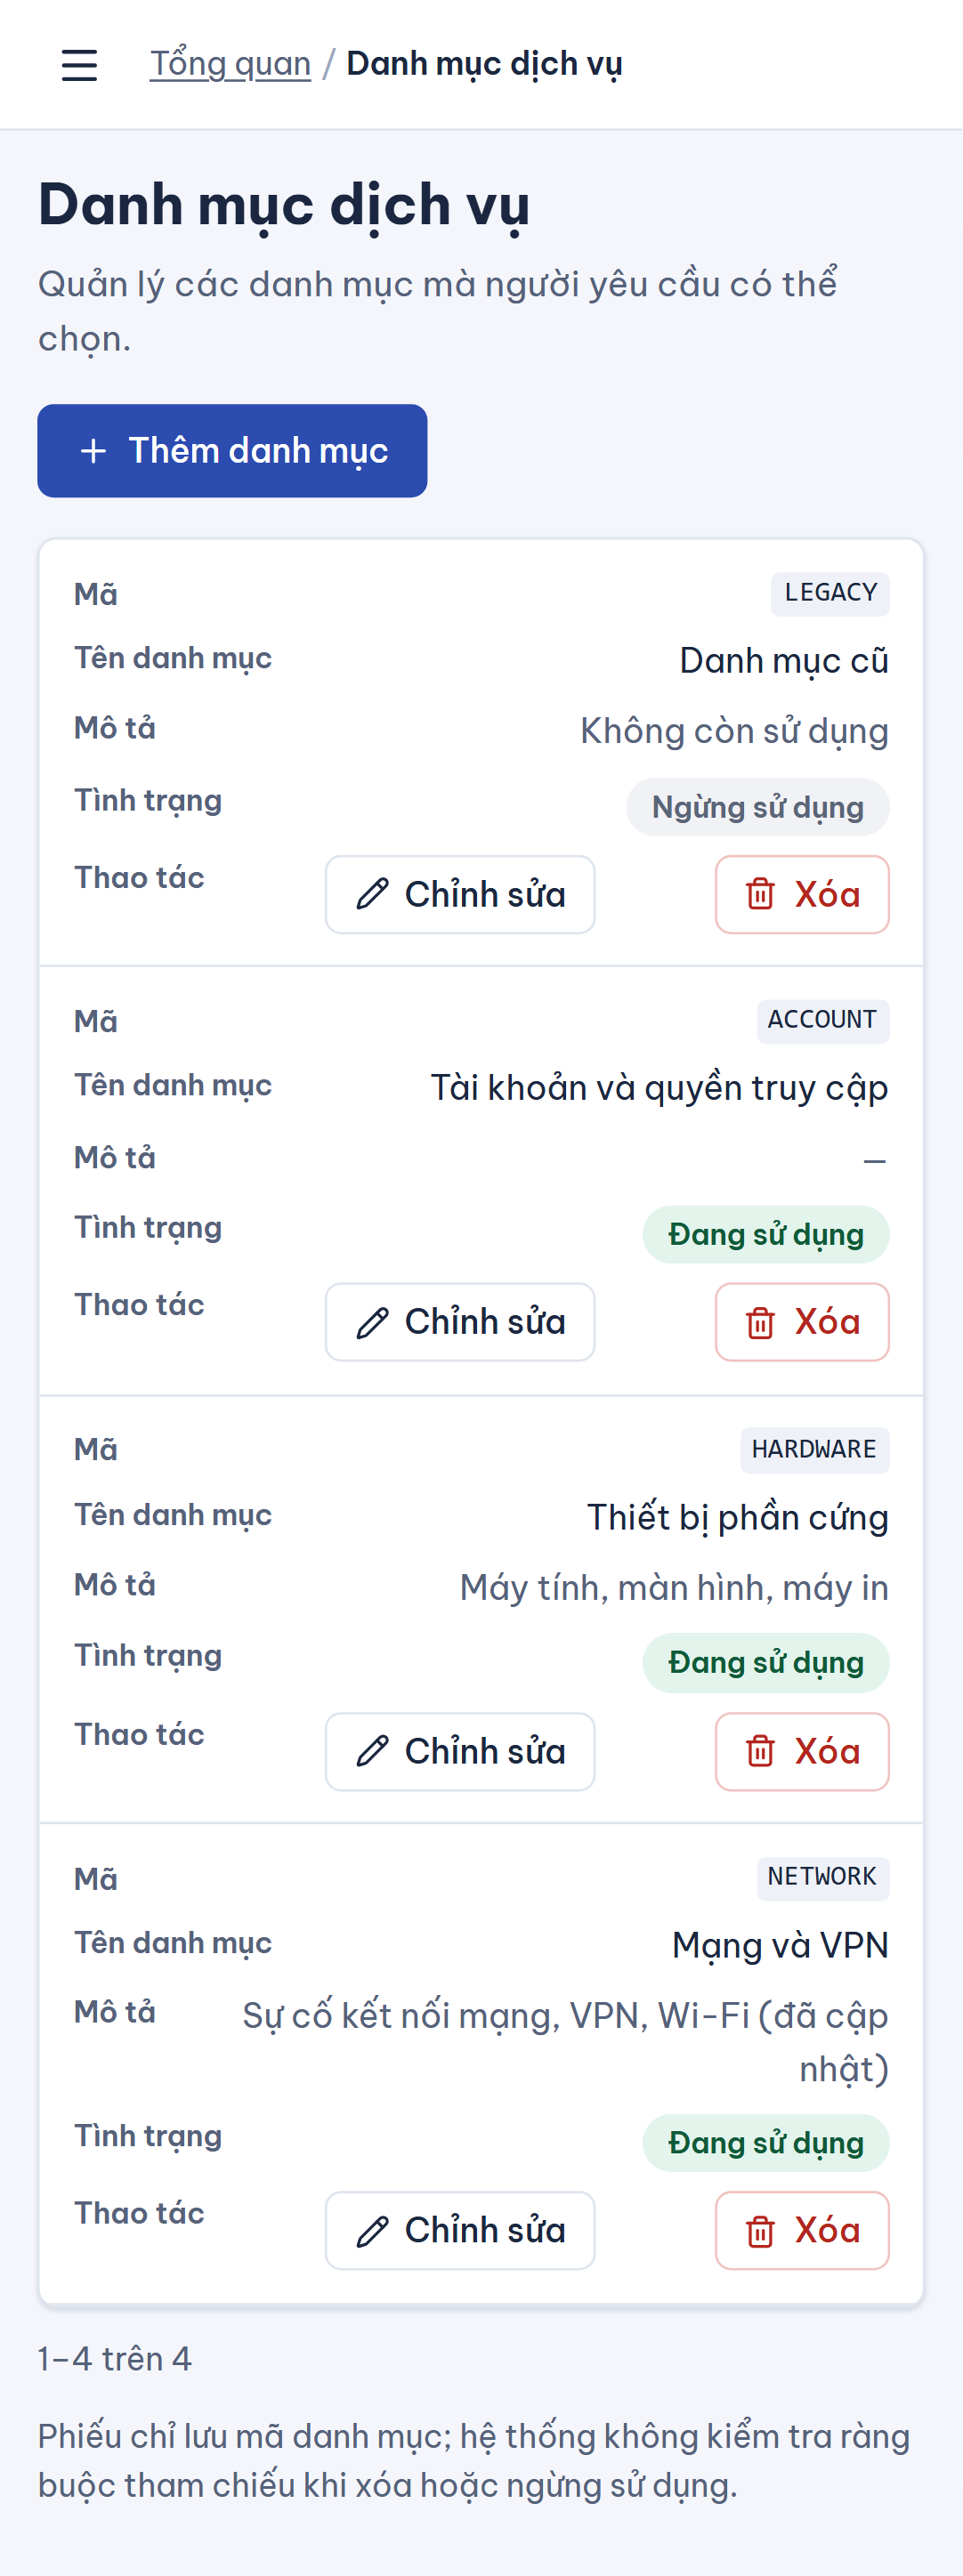 Tổng quan / Danh mục dịch vụ
Danh mục dịch vụ
Quản lý các danh mục mà người yêu cầu có thể
chọn.
+ Thêm danh mục
Mã LEGACY
Tên danh mục Danh mục cũ
Mô tả Không còn sử dụng
Tình trạng Ngừng sử dụng
Thao tác Chỉnh sửa Xóa
Mã ACCOUNT
Tên danh mục Tài khoản và quyền truy cập
Mô tả —
Tình trạng Đang sử dụng
Thao tác Chỉnh sửa Xóa
Mã HARDWARE
Tên danh mục Thiết bị phần cứng
Mô tả Máy tính, màn hình, máy in
Tình trạng Đang sử dụng
Thao tác Chỉnh sửa Xóa
Mã NETWORK
Tên danh mục Mạng và VPN
Mô tả Sự cố kết nối mạng, VPN, Wi-Fi (đã cập
nhật)
Tình trạng Đang sử dụng
Thao tác Chỉnh sửa Xóa
1–4 trên 4
Phiếu chỉ lưu mã danh mục; hệ thống không kiểm tra ràng
buộc tham chiếu khi xóa hoặc ngừng sử dụng.